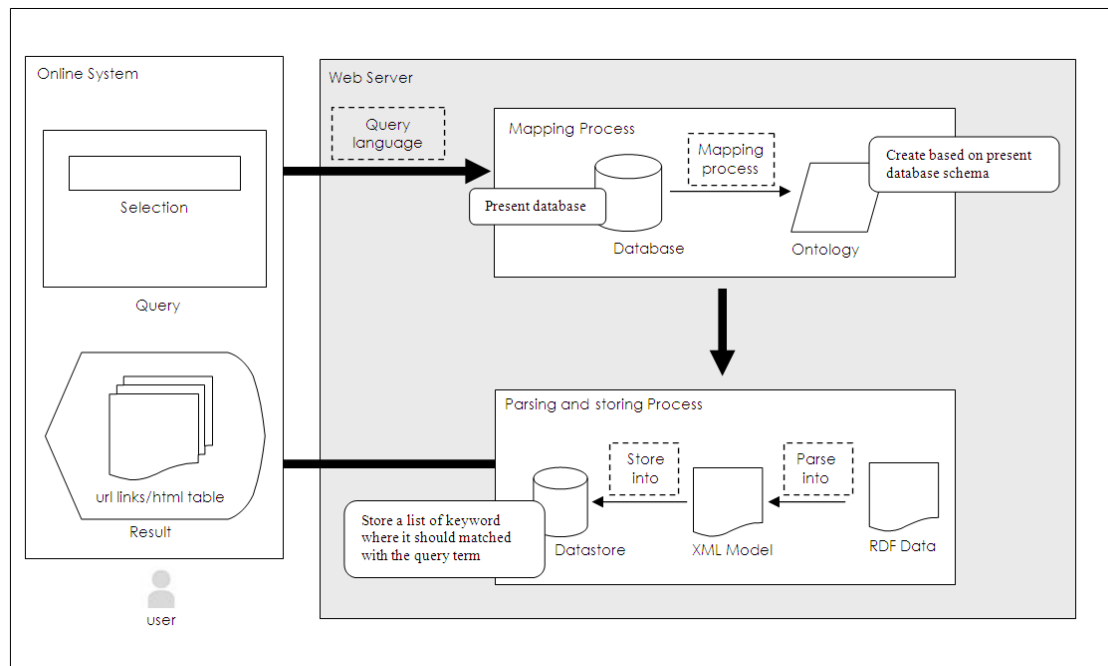 Online System
Selection
Query
url links/html table
Result
user
Web Server
Query
language
Mapping Process
Present database
Database
Mapping
process
Ontology
Create based on present
database schema
Parsing and storing Process
Store a list of keyword
where it should matched
with the query term
Datastore
Store
into
XML Model
Parse
into
RDF Data